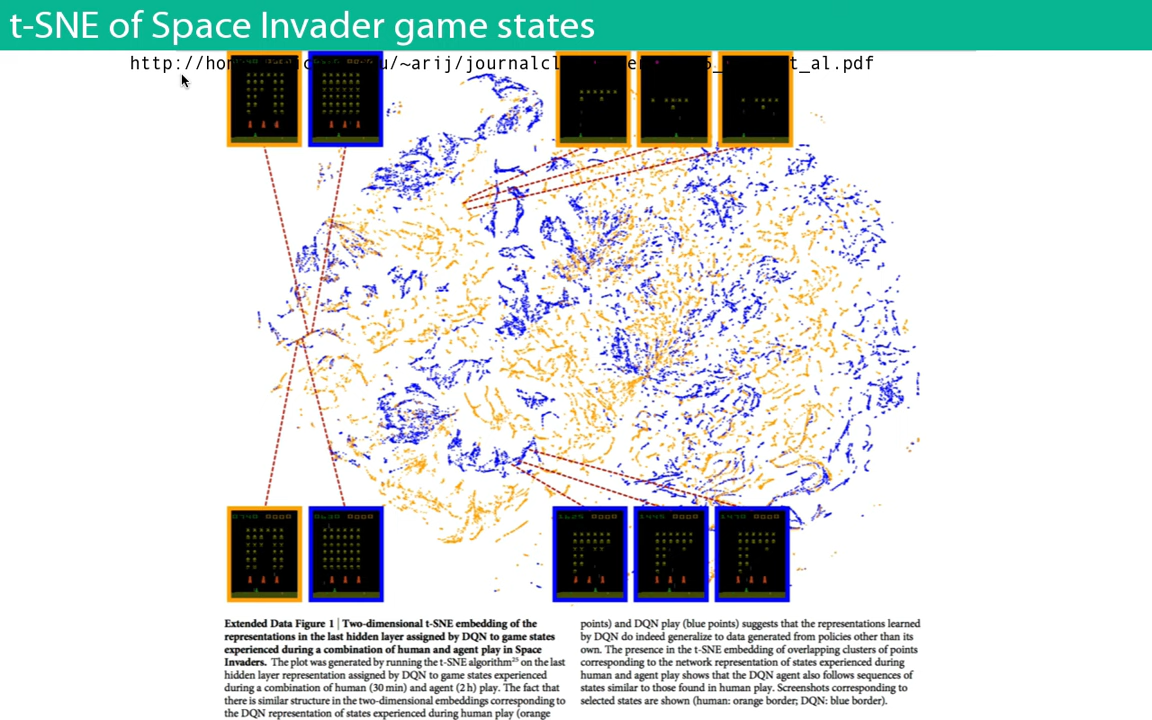 t-SNE of Space Invader game states
http://ho /~arij/journalcl t_al.pdf
Extended Data Figure 1 | Two-dimensional t-SNE embedding of the
representations in the last hidden layer assigned by DQN to game states
experienced during a combination of human and agent play in Space
Invaders. The plot was generated by running the t-SNE algorithm25 on the last
hidden layer representation assigned by DQN to game states experienced
during a combination of human (30 min) and agent (2 h) play. The fact that
there is similar structure in the two-dimensional embeddings corresponding to
the DQN representation of states experienced during human play (orange
points) and DQN play (blue points) suggests that the representations learned
by DQN do indeed generalize to data generated from policies other than its
own. The presence in the t-SNE embedding of overlapping clusters of points
corresponding to the network representation of states experienced during
human and agent play shows that the DQN agent also follows sequences of
states similar to those found in human play. Screenshots corresponding to
selected states are shown (human: orange border; DQN: blue border).